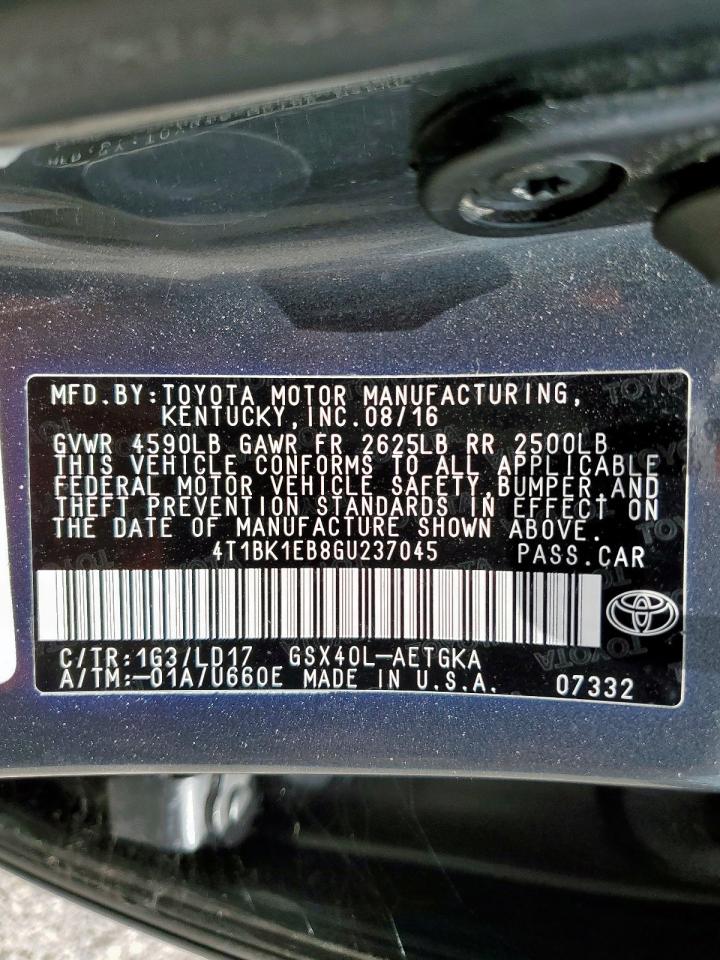 MFD.BY:TOYOTA MOTOR MANUFACTURING,
KENTUCKY,INC.08/16
GVWR 4590LB GAWR FR 2625LB RR 2500LB
THIS VEHICLE CONFORMS TO ALL APPLICABLE
FEDERAL MOTOR VEHICLE SAFETY,BUMPER,AND
THEFT PREVENTION STANDARDS IN EFFECT ON
THE DATE OF MANUFACTURE SHOWN ABOVE.
4T1BK1EB8GU237045 PASS.CAR
C/TR:1G3/LD17 GSX40L-AETGKA
A/TM:-01A/U660E MADE IN U.S.A. 07332